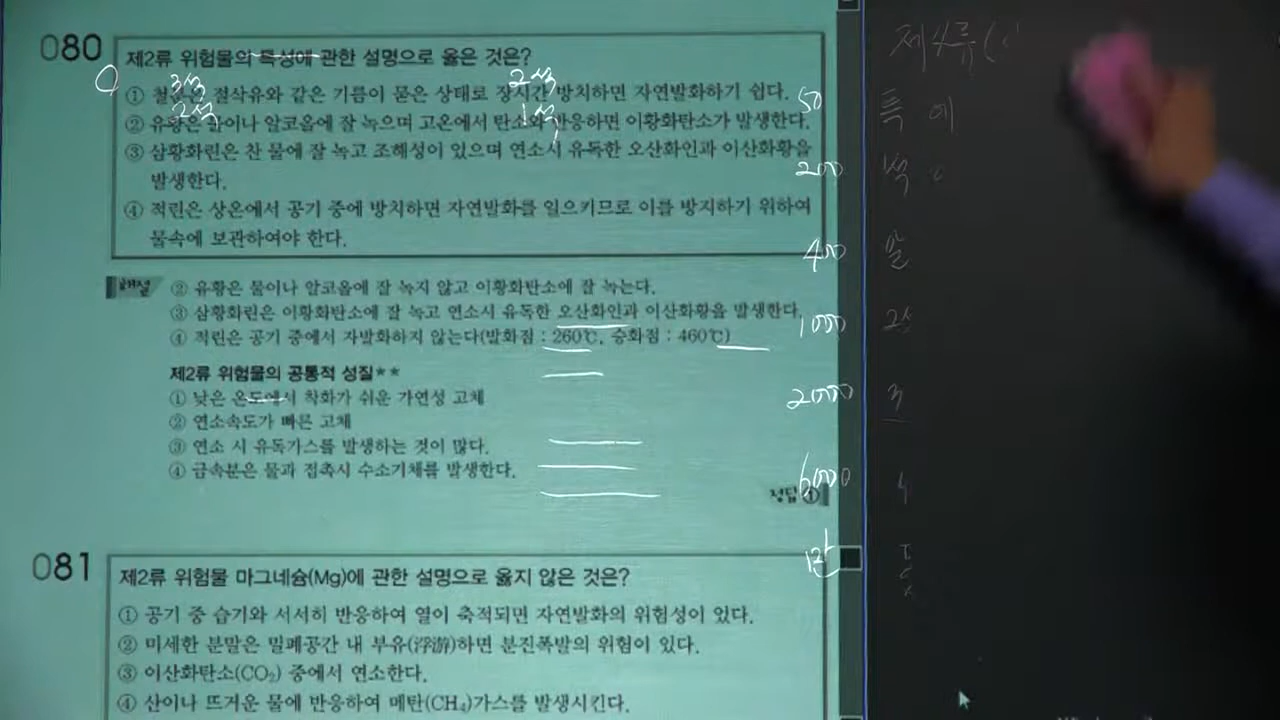 080 제2류 위험물의 특성에 관한 설명으로 옳은 것은?
① 철분은 절삭유와 같은 기름이 묻은 상태로 장시간 방치하면 자연발화하기 쉽다.
② 유황은 물이나 알코올에 잘 녹으며 고온에서 탄소와 반응하면 이황화탄소가 발생한다.
③ 삼황화린은 찬 물에 잘 녹고 조해성이 있으며 연소시 유독한 오산화인과 이산화황을
발생한다.
④ 적린은 상온에서 공기 중에 방치하면 자연발화를 일으키므로 이를 방지하기 위하여
물속에 보관하여야 한다.
해설 ② 유황은 물이나 알코올에 잘 녹지 않고 이황화탄소에 잘 녹는다.
③ 삼황화린은 이황화탄소에 잘 녹고 연소시 유독한 오산화인과 이산화황을 발생한다.
④ 적린은 공기 중에서 자발화하지 않는다(발화점 : 260℃, 승화점 : 460℃)
제2류 위험물의 공통적 성질**
① 낮은 온도에서 착화가 쉬운 가연성 고체
② 연소속도가 빠른 고체
③ 연소 시 유독가스를 발생하는 것이 많다.
④ 금속분은 물과 접촉시 수소기체를 발생한다.
정답 ①
081 제2류 위험물 마그네슘(Mg)에 관한 설명으로 옳지 않은 것은?
① 공기 중 습기와 서서히 반응하여 열이 축적되면 자연발화의 위험성이 있다.
② 미세한 분말은 밀폐공간 내 부유(浮游)하면 분진폭발의 위험이 있다.
③ 이산화탄소(CO₂) 중에서 연소한다.
④ 산이나 뜨거운 물에 반응하여 메탄(CH₄)가스를 발생시킨다.
3석
2석
2석
1석
50
200
400
1000
2000
6000
1만
제4류(
특 에